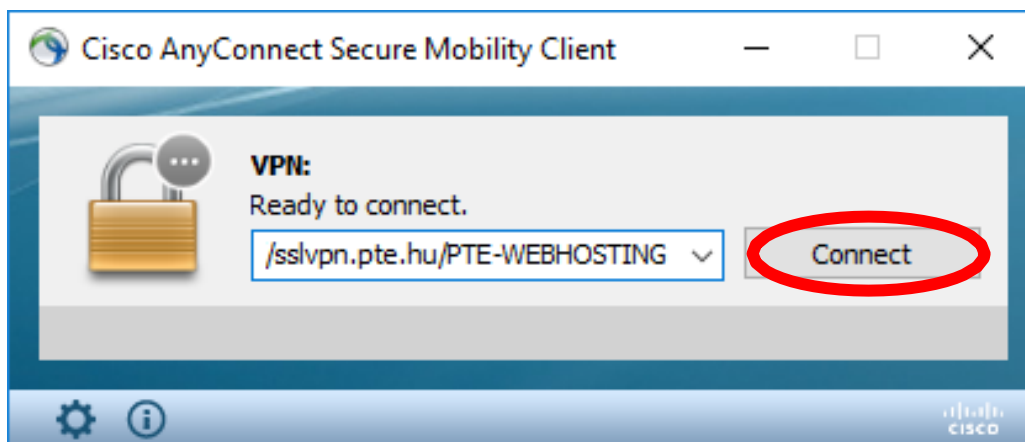 Cisco AnyConnect Secure Mobility Client
VPN:
Ready to connect.
/sslvpn.pte.hu/PTE-WEBHOSTING
Connect
CISCO